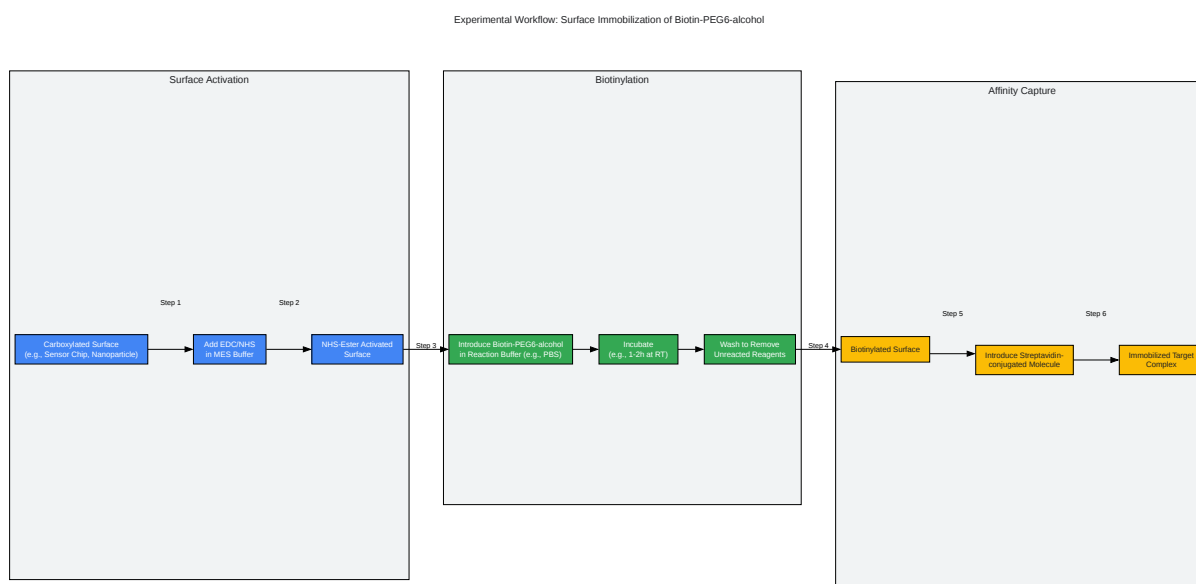 Experimental Workflow: Surface Immobilization of Biotin-PEG6-alcohol
Surface Activation
Step 1
Step 2
Carboxylated Surface
(e.g., Sensor Chip, Nanoparticle)
Add EDC/NHS
in MES Buffer
NHS-Ester Activated
Surface
Step 3
Biotinylation
Introduce Biotin-PEG6-alcohol
in Reaction Buffer (e.g., PBS)
Incubate
(e.g., 1-2h at RT)
Wash to Remove
Unreacted Reagents
Step 4
Affinity Capture
Step 5
Step 6
Biotinylated Surface
Introduce Streptavidin-
conjugated Molecule
Immobilized Target
Complex